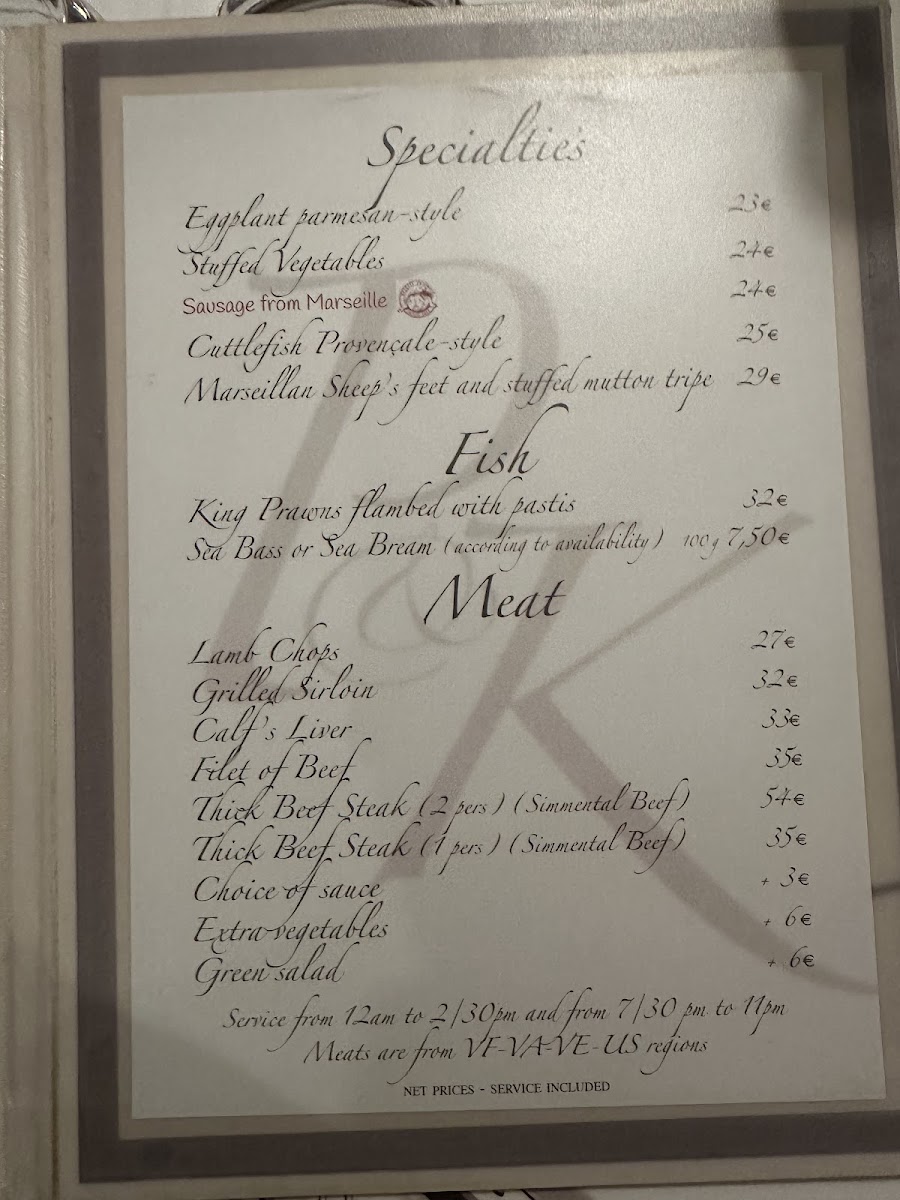 Specialties
Eggplant parmesan-style 23€
Stuffed Vegetables 24€
Sausage from Marseille 24€
Cuttlefish Provençale-style 25€
Marseillan Sheep's feet and stuffed mutton tripe 29€
Fish
King Prawns flambed with pastis 32€
Sea Bass or Sea Bream (according to availability) 100g 7,50€
Meat
Lamb Chops 27€
Grilled Sirloin 32€
Calf's Liver 33€
Filet of Beef 35€
Thick Beef Steak (2 pers) (Simmental Beef) 54€
Thick Beef Steak (1 pers) (Simmental Beef) 35€
Choice of sauce + 3€
Extra vegetables + 6€
Green salad + 6€
Service from 12am to 2/30pm and from 7/30 pm to 11pm
Meats are from VF-VA-VE-US regions
NET PRICES - SERVICE INCLUDED